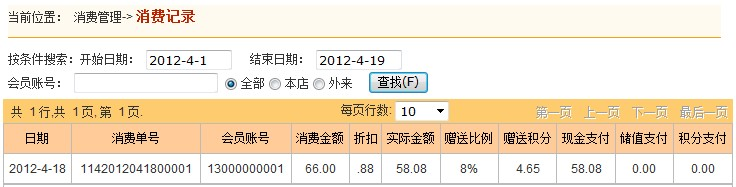 当前位置： 消费管理-> 消费记录
按条件搜索: 开始日期： 2012-4-1 结束日期： 2012-4-19
会员账号： 全部 本店 外来 查找(F)
共 1行,共 1页, 第 1页. 每页行数: 10 第一页 上一页 下一页 最后一页
日期 消费单号 会员账号 消费金额 折扣 实际金额 赠送比例 赠送积分 现金支付 储值支付 积分支付
2012-4-18 1142012041800001 13000000001 66.00 .88 58.08 8% 4.65 58.08 0.00 0.00